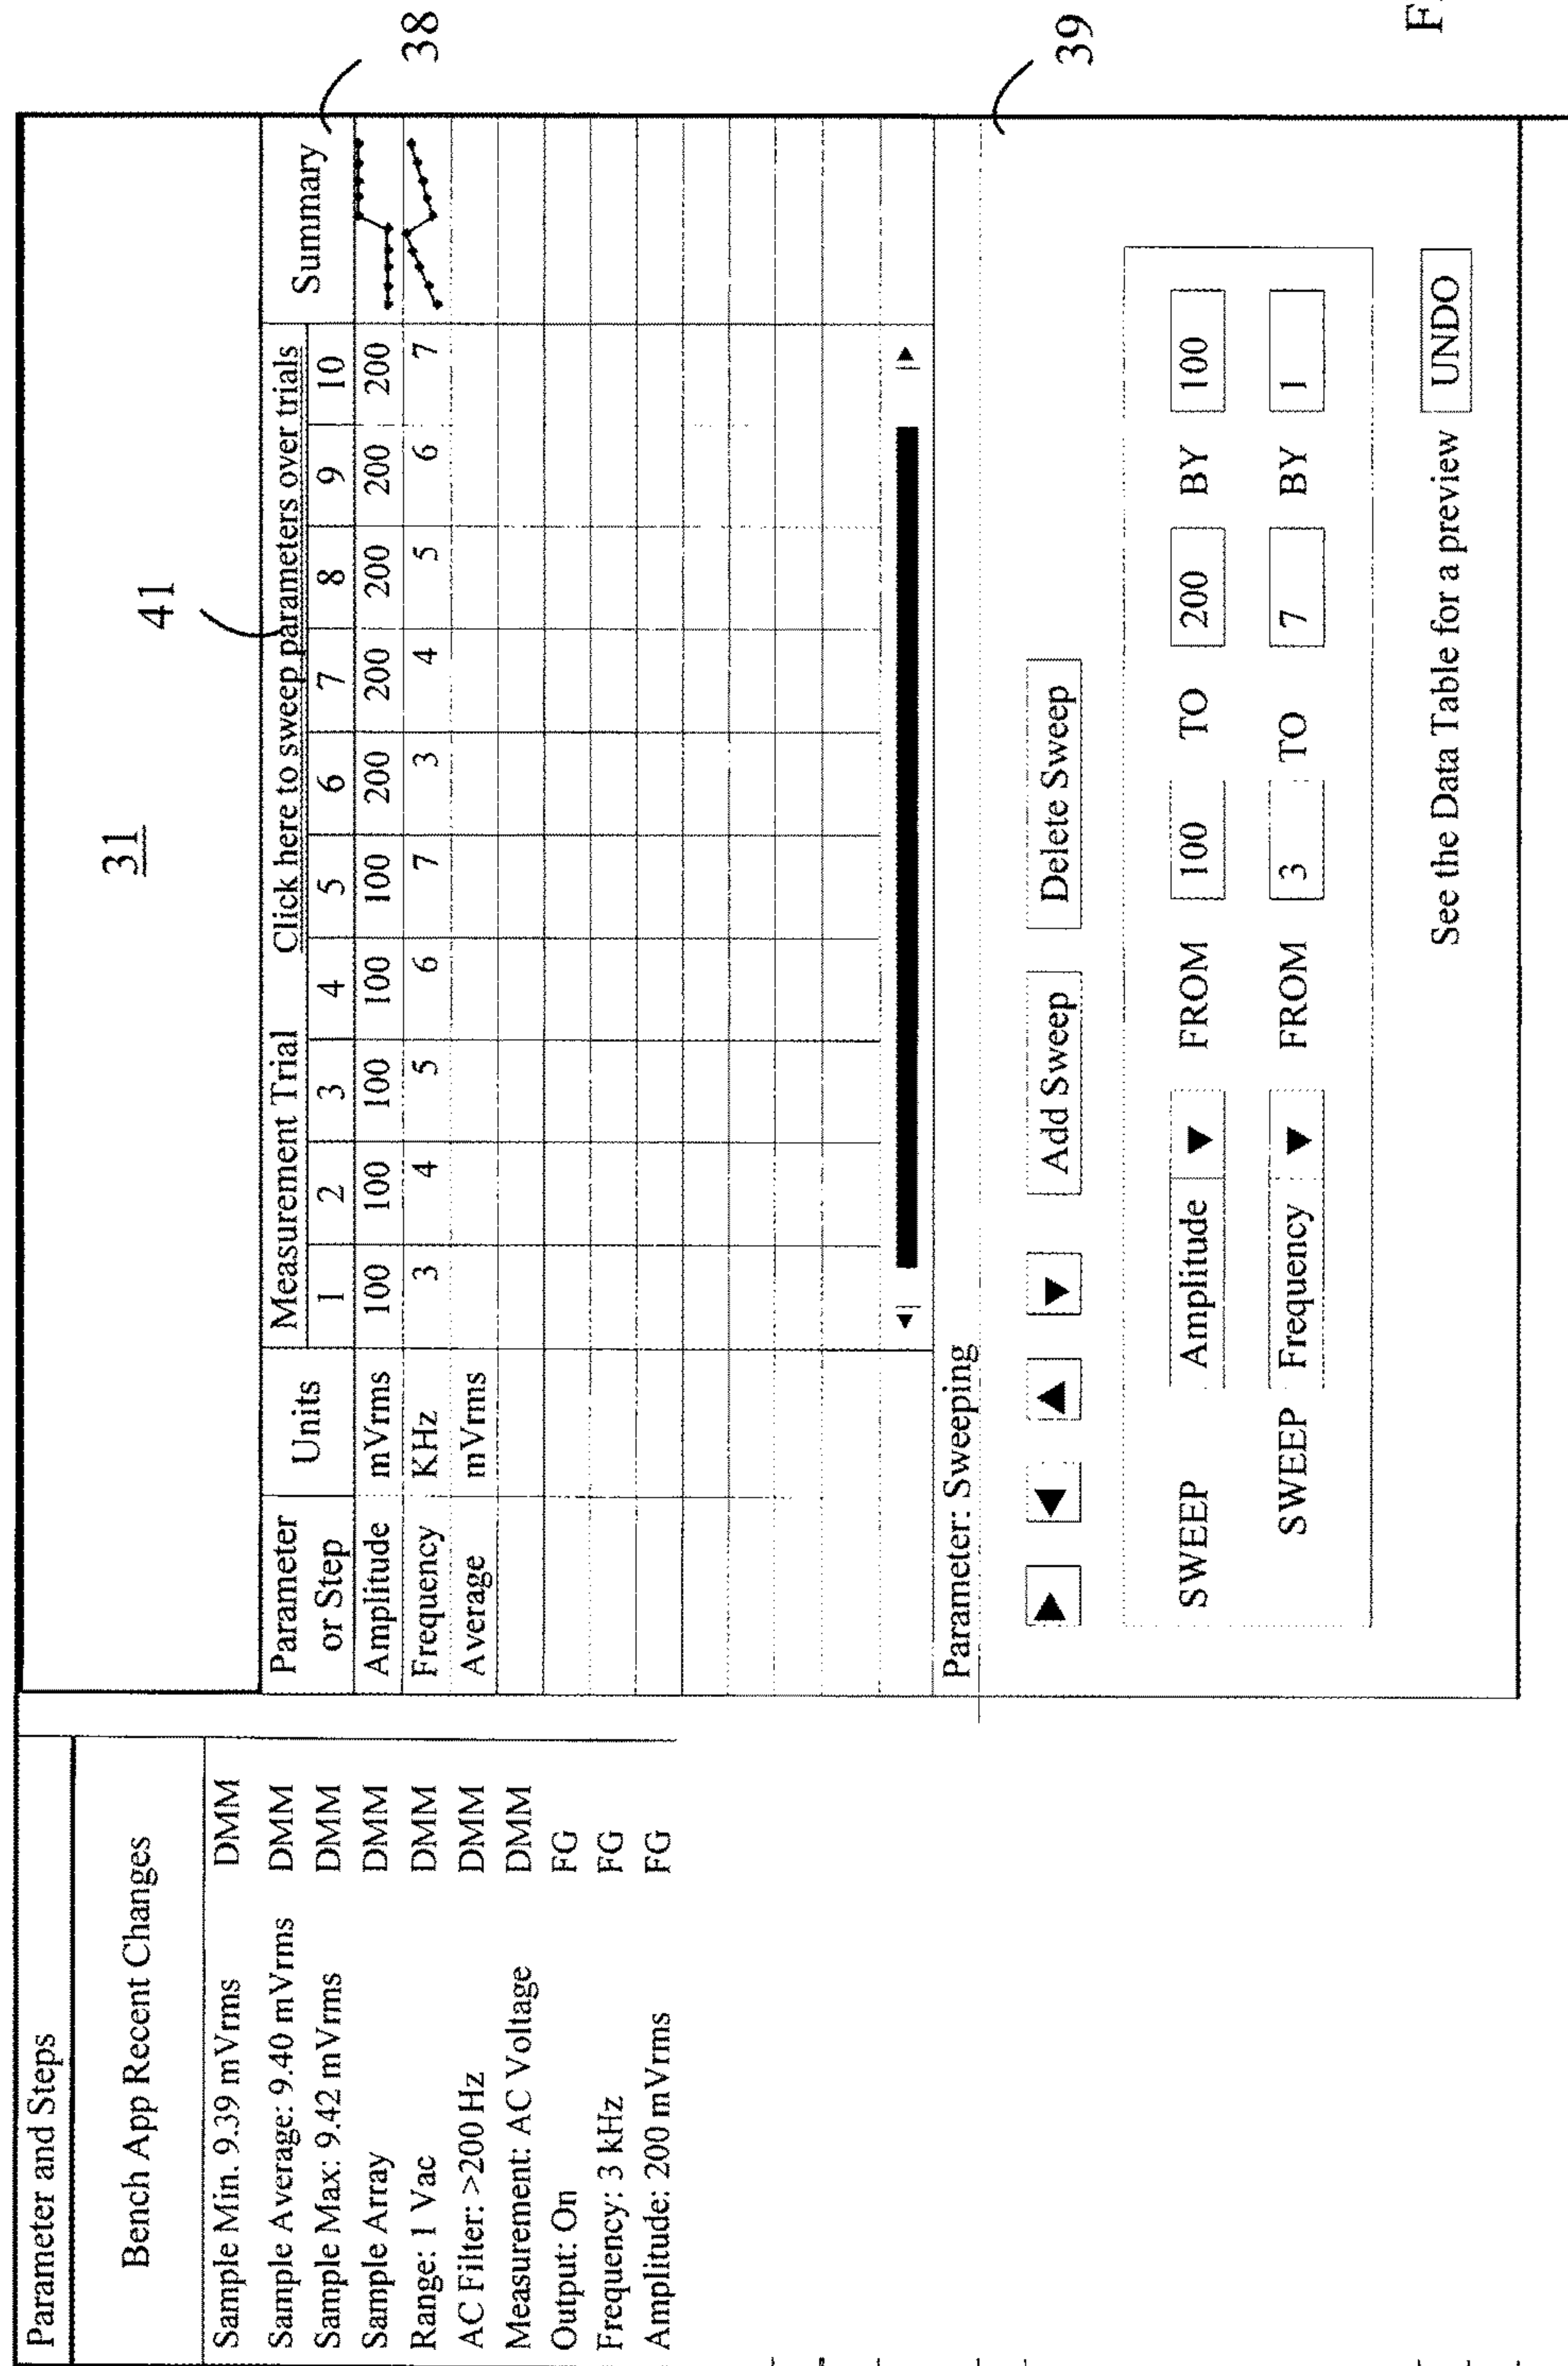 Parameter and Steps
Bench App Recent Changes
Sample Min. 9.39 mVrms DMM
Sample Average: 9.40 mVrms DMM
Sample Max: 9.42 mVrms DMM
Sample Array DMM
Range: 1 Vac DMM
AC Filter: >200 Hz DMM
Measurement: AC Voltage DMM
Output: On FG
Frequency: 3 kHz FG
Amplitude: 200 mVrms FG
31
41
38
Parameter or Step Units Measurement Trial Click here to sweep parameters over trials Summary
1 2 3 4 5 6 7 8 9 10
Amplitude mVrms 100 100 100 100 100 200 200 200 200 200
Frequency KHz 3 4 5 6 7 3 4 5 6 7
Average mVrms
Parameter: Sweeping
39
Add Sweep Delete Sweep
SWEEP Amplitude FROM 100 TO 200 BY 100
SWEEP Frequency FROM 3 TO 7 BY 1
See the Data Table for a preview UNDO